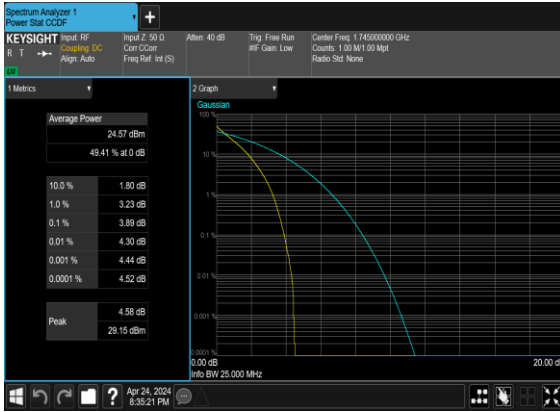 Spectrum Analyzer 1
Power Stat CCDF
KEYSIGHT
R T
Input: RF
Coupling: DC
Align: Auto
Input Z: 50 Ω
Corr CCorr
Freq Ref: Int (S)
Atten: 40 dB
Trig: Free Run
#IF Gain: Low
Center Freq: 1.745000000 GHz
Counts: 1.00 M/1.00 Mpt
Radio Std: None
1 Metrics
Average Power
24.57 dBm
49.41 % at 0 dB
10.0 % 1.80 dB
1.0 % 3.23 dB
0.1 % 3.89 dB
0.01 % 4.30 dB
0.001 % 4.44 dB
0.0001 % 4.52 dB
Peak
4.58 dB
29.15 dBm
2 Graph
Gaussian
100 %
10 %
1 %
0.1 %
0.01 %
0.001 %
0.0001 %
0.00 dB
20.00 d
Info BW 25.000 MHz
?
Apr 24, 2024
8:35:21 PM